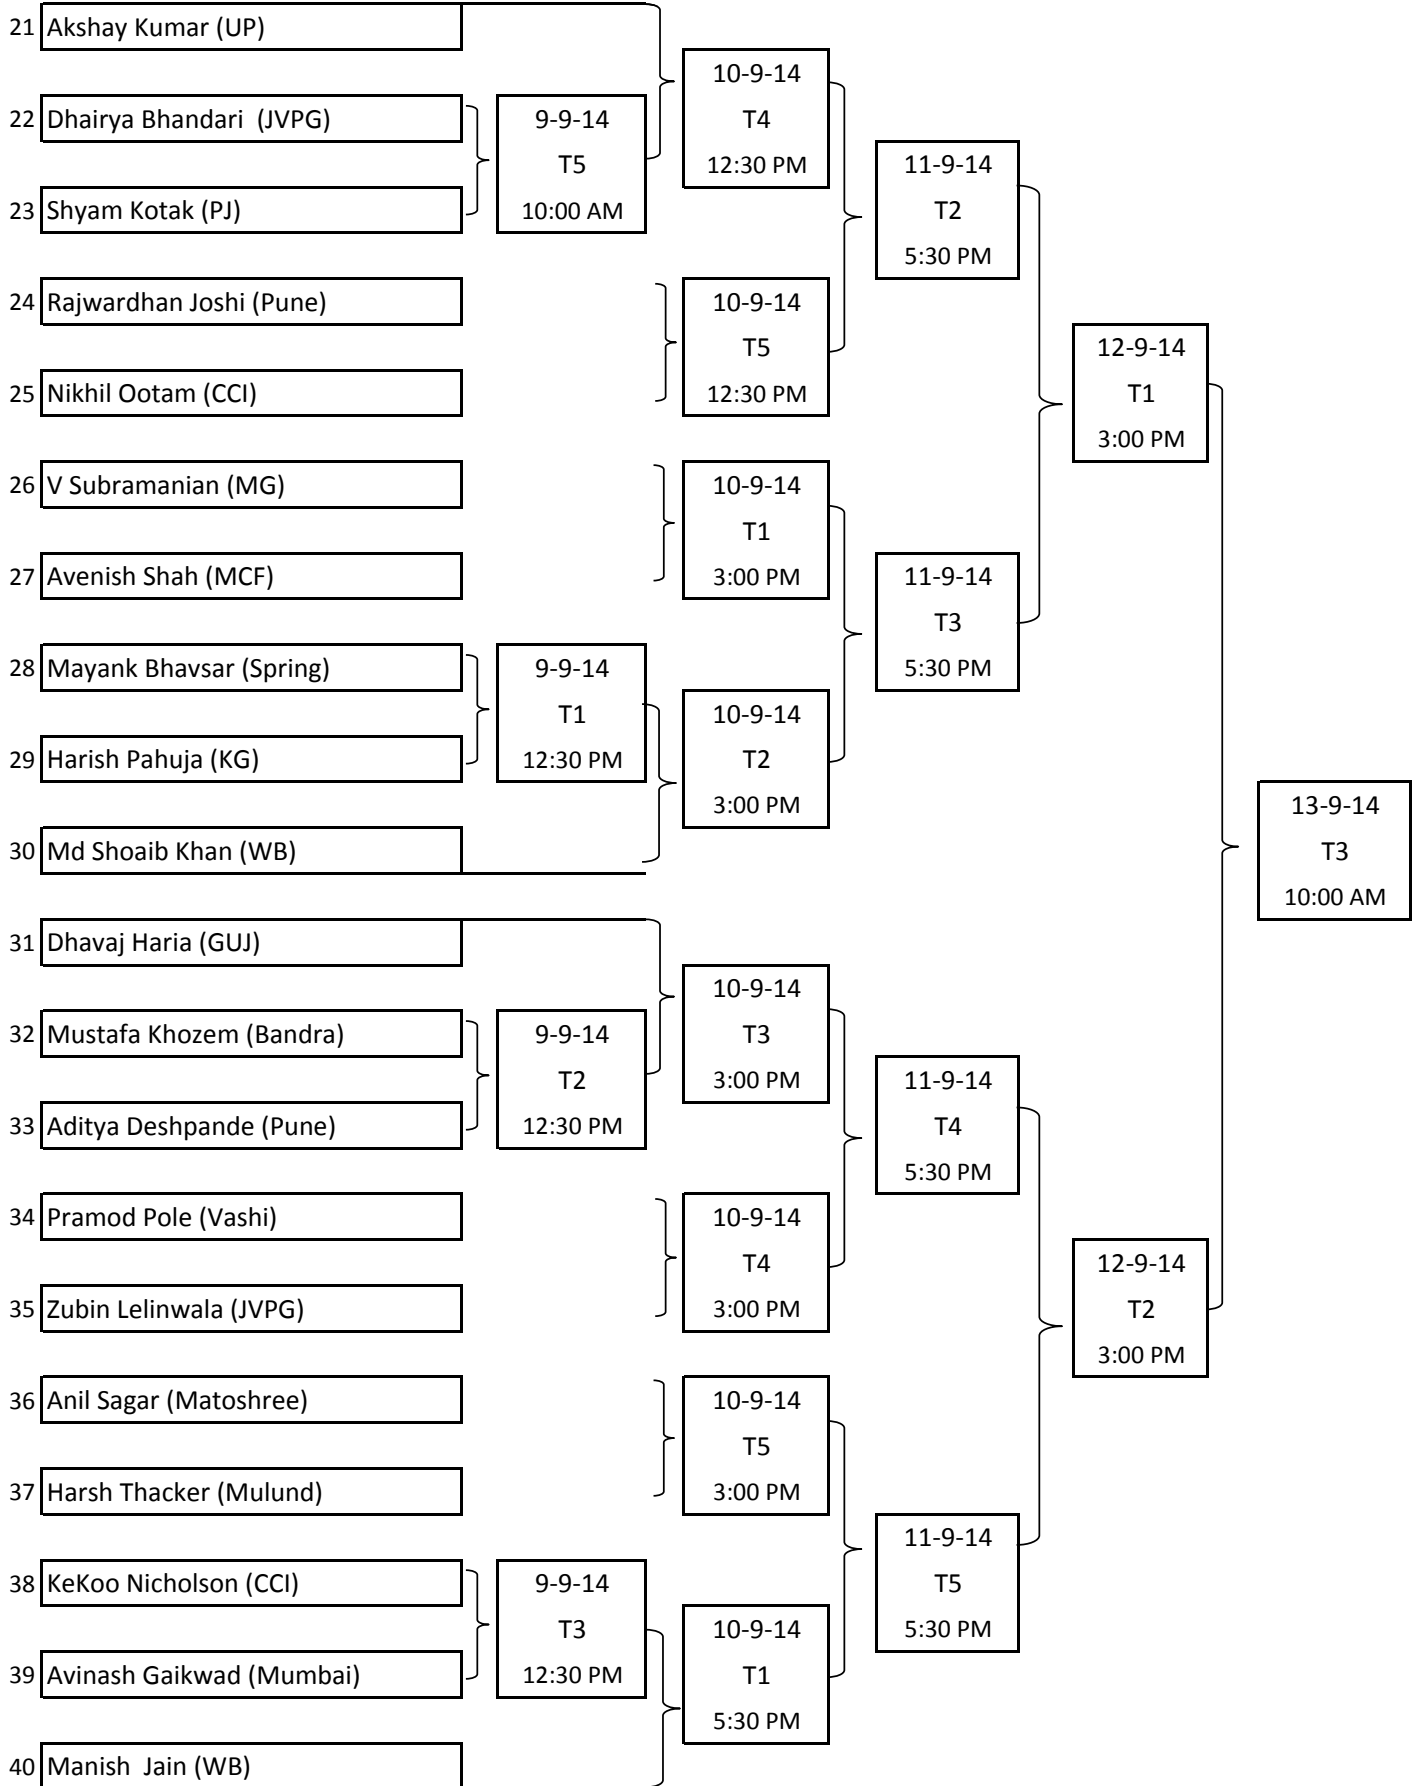 21 Akshay Kumar (UP)
10-9-14
22 Dhairya Bhandari (JVPG)
9-9-14
T4
T5
12:30 PM
11-9-14
23 Shyam Kotak (PJ)
10:00 AM
T2
5:30 PM
24 Rajwardhan Joshi (Pune)
10-9-14
T5
12-9-14
25 Nikhil Ootam (CCI)
12:30 PM
T1
3:00 PM
26 V Subramanian (MG)
10-9-14
T1
27 Avenish Shah (MCF)
3:00 PM
11-9-14
T3
28 Mayank Bhavsar (Spring)
9-9-14
5:30 PM
T1
10-9-14
29 Harish Pahuja (KG)
12:30 PM
T2
3:00 PM
13-9-14
30 Md Shoaib Khan (WB)
T3
10:00 AM
31 Dhavaj Haria (GUJ)
10-9-14
32 Mustafa Khozem (Bandra)
9-9-14
T3
T2
3:00 PM
11-9-14
33 Aditya Deshpande (Pune)
12:30 PM
T4
5:30 PM
34 Pramod Pole (Vashi)
10-9-14
T4
12-9-14
35 Zubin Lelinwala (JVPG)
3:00 PM
T2
3:00 PM
36 Anil Sagar (Matoshree)
10-9-14
T5
37 Harsh Thacker (Mulund)
3:00 PM
11-9-14
38 KeKoo Nicholson (CCI)
9-9-14
T5
T3
10-9-14
5:30 PM
39 Avinash Gaikwad (Mumbai)
12:30 PM
T1
5:30 PM
40 Manish  Jain (WB)